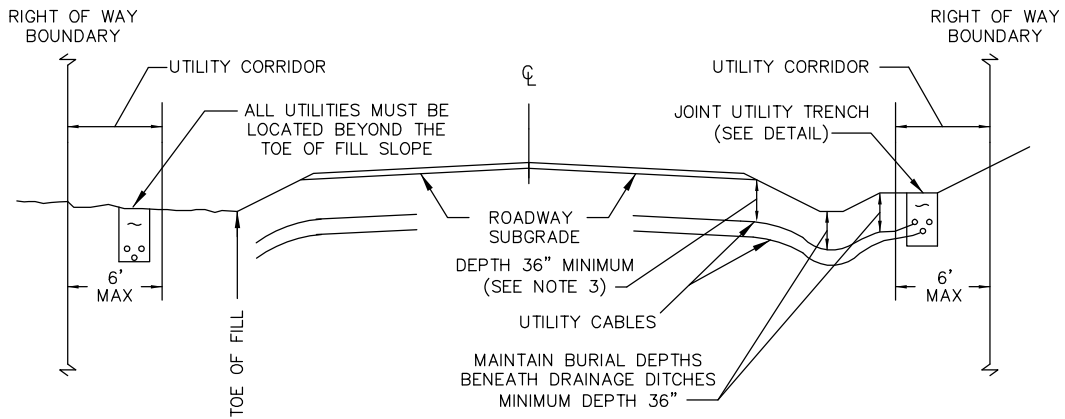 RIGHT OF WAY
BOUNDARY
RIGHT OF WAY
BOUNDARY
UTILITY CORRIDOR
℄
UTILITY CORRIDOR
ALL UTILITIES MUST BE
LOCATED BEYOND THE
TOE OF FILL SLOPE
JOINT UTILITY TRENCH
(SEE DETAIL)
ROADWAY
SUBGRADE
6'
MAX
DEPTH 36" MINIMUM
(SEE NOTE 3)
6'
MAX
UTILITY CABLES
TOE OF FILL
MAINTAIN BURIAL DEPTHS
BENEATH DRAINAGE DITCHES
MINIMUM DEPTH 36"